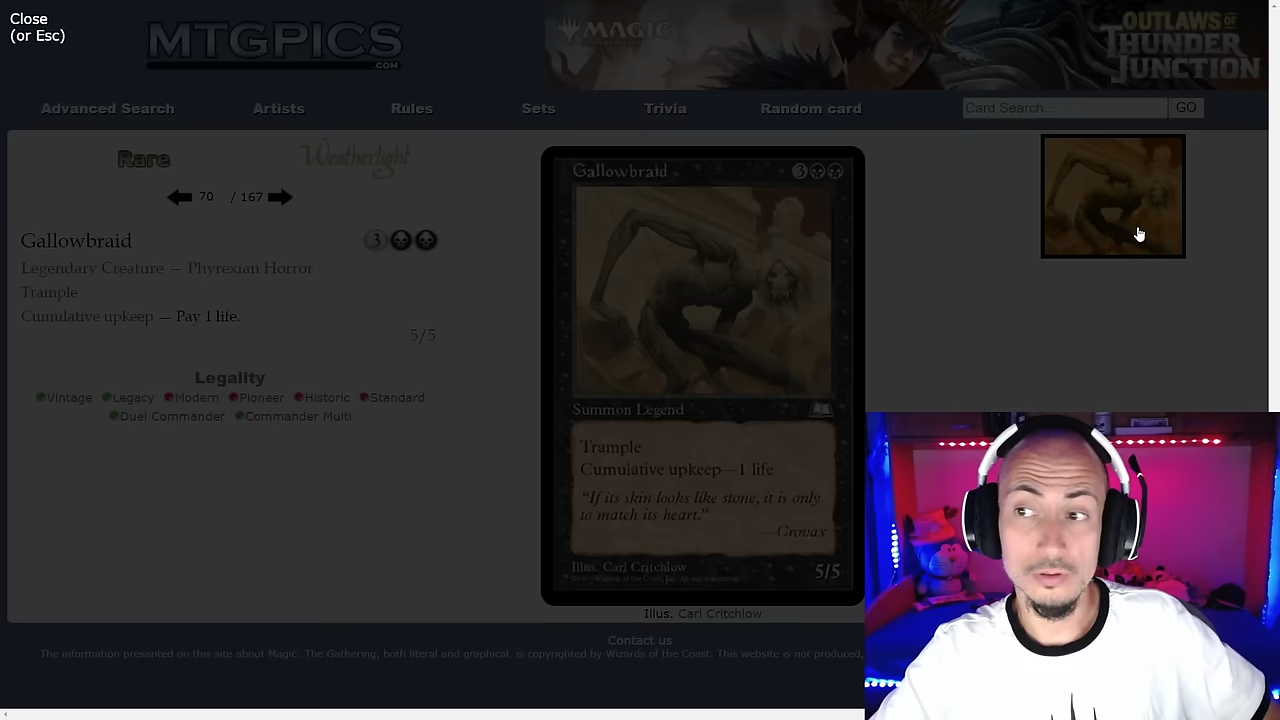 Close
(or Esc)
MTGPICS
.COM
MAGIC
OUTLAWS OF
THUNDER
JUNCTION
Advanced Search
Artists
Rules
Sets
Trivia
Random card
Card Search...
GO
Rare
Weatherlight
70 / 167
Gallowbraid
3
Legendary Creature — Phyrexian Horror
Trample
Cumulative upkeep — Pay 1 life.
5/5
Legality
Vintage Legacy Modern Pioneer Historic Standard
Duel Commander Commander Multi
Gallowbraid
3
Summon Legend
Trample
Cumulative upkeep—1 life
“If its skin looks like stone, it is only
to match its heart.”
—Crovax
Illus. Carl Critchlow
5/5
Illus. Carl Critchlow
Contact us
The information presented on this site about Magic: The Gathering, both literal and graphical, is copyrighted by Wizards of the Coast. This website is not produced,